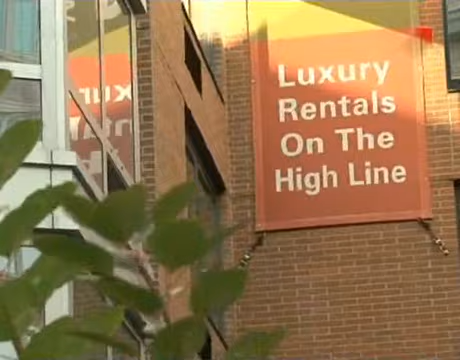 Luxury
Rentals
On The
High Line